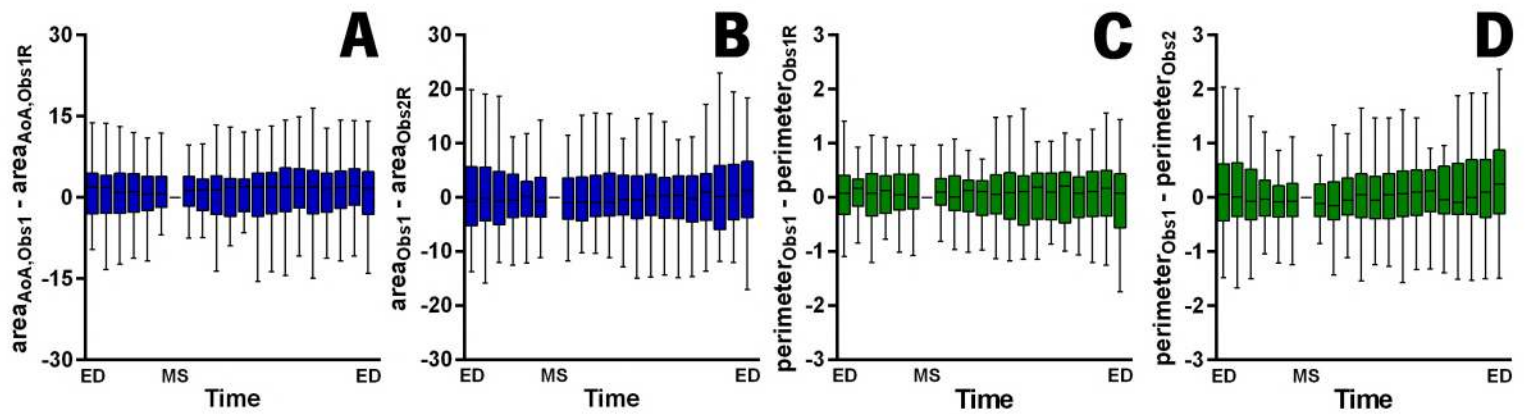 A
area_AoA,Obs1 - area_AoA,Obs1R
30
15
0
-15
-30
ED MS ED
Time
B
area_Obs1 - area_Obs2R
30
20
10
0
-10
-20
-30
ED MS ED
Time
C
perimeter_Obs1 - perimeter_Obs1R
3
2
1
0
-1
-2
-3
ED MS ED
Time
D
perimeter_Obs1 - perimeter_Obs2
3
2
1
0
-1
-2
-3
ED MS ED
Time